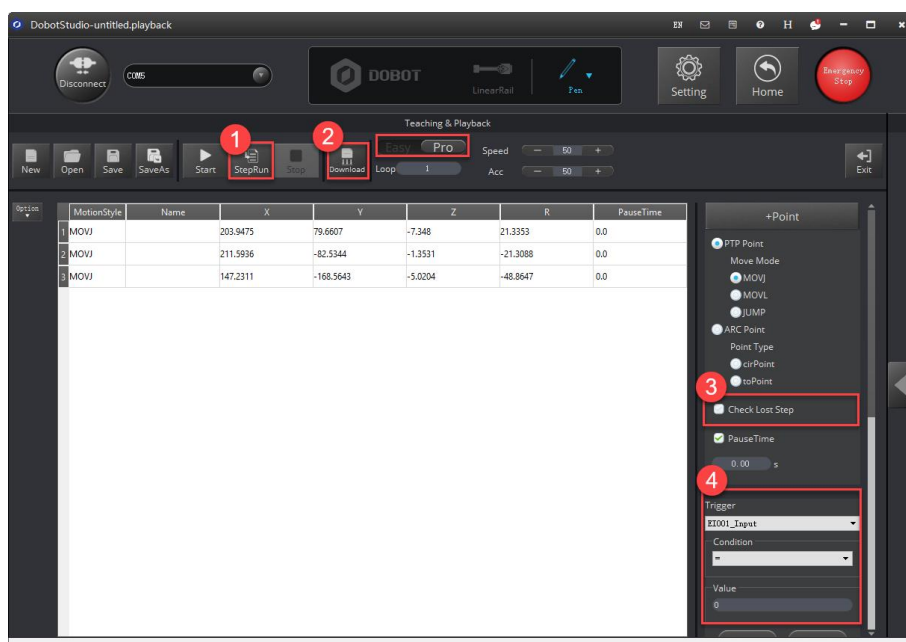 DobotStudio-untitled.playback
EN
H
Disconnect
COM5
DOBOT
LinearRail
Pen
Setting
Home
Emergency
Stop
Teaching & Playback
1
2
New
Open
Save
SaveAs
Start
StepRun
Stop
Download
Easy
Pro
Loop
1
Speed
50
Acc
50
Exit
Option
MotionStyle Name X Y Z R PauseTime
1 MOVJ 203.9475 79.6607 -7.348 21.3353 0.0
2 MOVJ 211.5936 -82.5344 -1.3531 -21.3088 0.0
3 MOVJ 147.2311 -168.5643 -5.0204 -48.8647 0.0
+Point
PTP Point
Move Mode
MOVJ
MOVL
JUMP
ARC Point
Point Type
cirPoint
toPoint
3
Check Lost Step
PauseTime
0.00 s
4
Trigger
EIO01_Input
Condition
=
Value
0